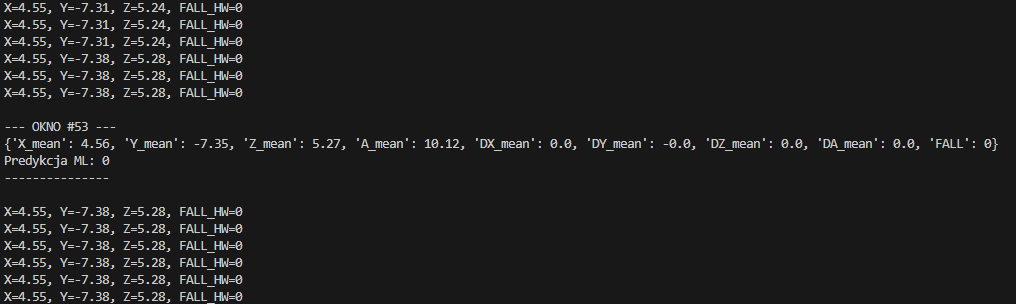 X=4.55, Y=-7.31, Z=5.24, FALL_HW=0
X=4.55, Y=-7.31, Z=5.24, FALL_HW=0
X=4.55, Y=-7.31, Z=5.24, FALL_HW=0
X=4.55, Y=-7.38, Z=5.28, FALL_HW=0
X=4.55, Y=-7.38, Z=5.28, FALL_HW=0
X=4.55, Y=-7.38, Z=5.28, FALL_HW=0
--- OKNO #53 ---
{'X_mean': 4.56, 'Y_mean': -7.35, 'Z_mean': 5.27, 'A_mean': 10.12, 'DX_mean': 0.0, 'DY_mean': -0.0, 'DZ_mean': 0.0, 'DA_mean': 0.0, 'FALL': 0}
Predykcja ML: 0
---------------
X=4.55, Y=-7.38, Z=5.28, FALL_HW=0
X=4.55, Y=-7.38, Z=5.28, FALL_HW=0
X=4.55, Y=-7.38, Z=5.28, FALL_HW=0
X=4.55, Y=-7.38, Z=5.28, FALL_HW=0
X=4.55, Y=-7.38, Z=5.28, FALL_HW=0
X=4.55, Y=-7.38, Z=5.28, FALL_HW=0